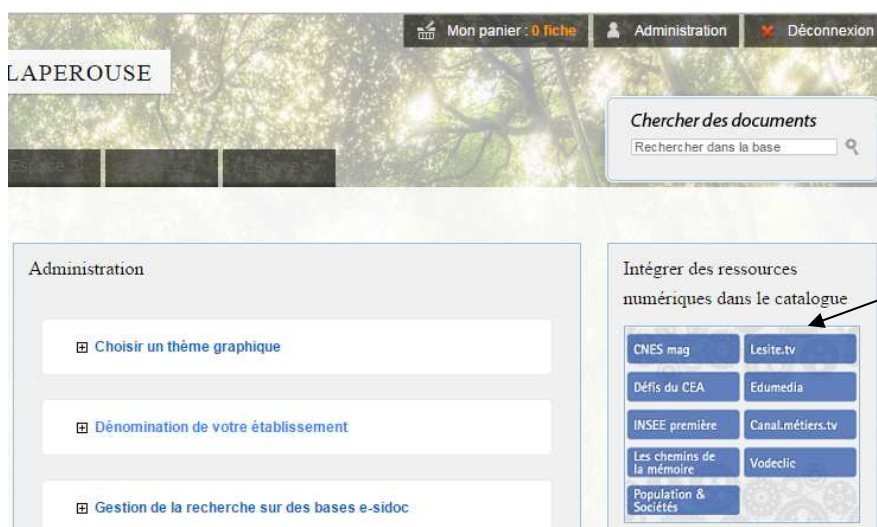 Mon panier : 0 fiche
Administration
Déconnexion
LAPEROUSE
Chercher des documents
Rechercher dans la base
Espace
Espace 5
Administration
Choisir un thème graphique
Dénomination de votre établissement
Gestion de la recherche sur des bases e-sidoc
Intégrer des ressources
numériques dans le catalogue
CNES mag
Lesite.tv
Défis du CEA
Edumedia
INSEE première
Canal.métiers.tv
Les chemins de
la mémoire
Vodeclic
Population &
Sociétés